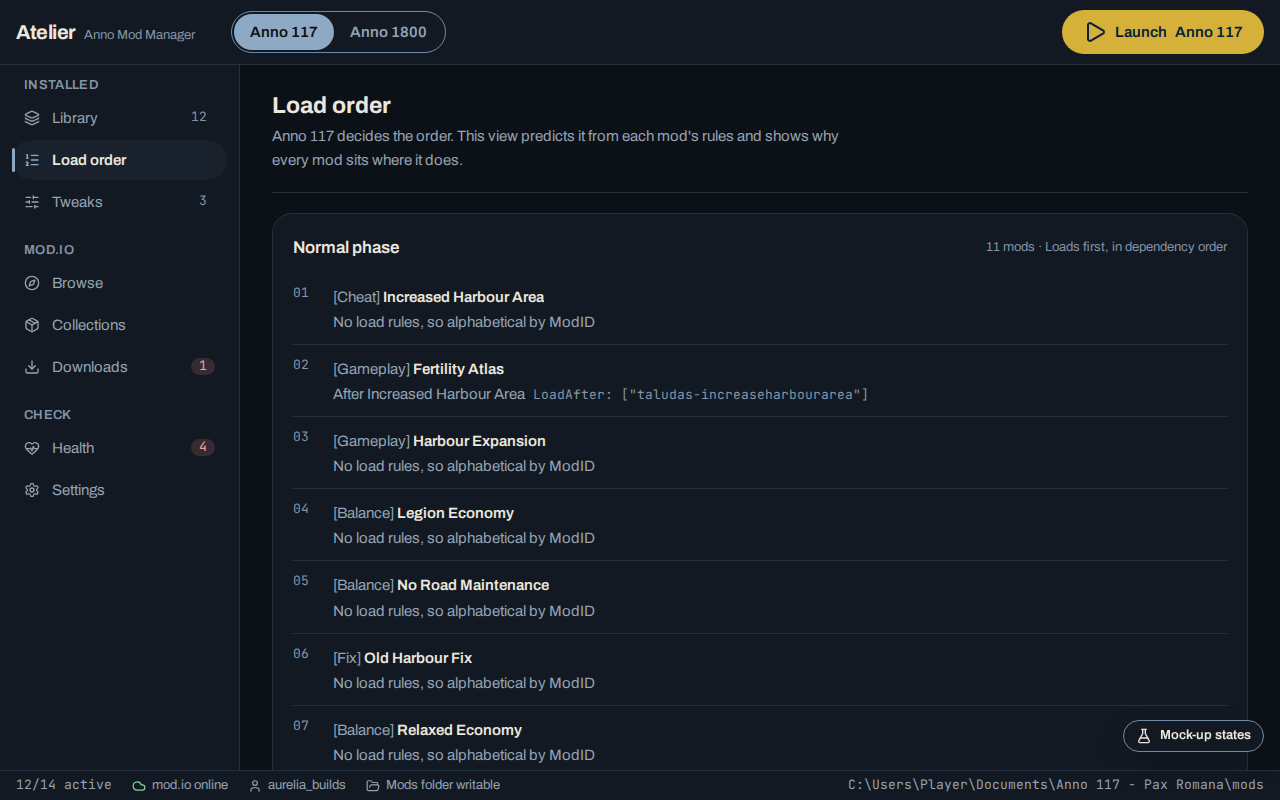 Atelier Anno Mod Manager
Anno 117 Anno 1800
Launch Anno 117
INSTALLED
Library 12
Load order
Tweaks 3
MOD.IO
Browse
Collections
Downloads 1
CHECK
Health 4
Settings
Load order
Anno 117 decides the order. This view predicts it from each mod's rules and shows why
every mod sits where it does.
Normal phase
11 mods · Loads first, in dependency order
01 [Cheat] Increased Harbour Area
No load rules, so alphabetical by ModID
02 [Gameplay] Fertility Atlas
After Increased Harbour Area LoadAfter: ["taludas-increaseharbourarea"]
03 [Gameplay] Harbour Expansion
No load rules, so alphabetical by ModID
04 [Balance] Legion Economy
No load rules, so alphabetical by ModID
05 [Balance] No Road Maintenance
No load rules, so alphabetical by ModID
06 [Fix] Old Harbour Fix
No load rules, so alphabetical by ModID
07 [Balance] Relaxed Economy
No load rules, so alphabetical by ModID
Mock-up states
12/14 active mod.io online aurelia_builds Mods folder writable C:\Users\Player\Documents\Anno 117 - Pax Romana\mods